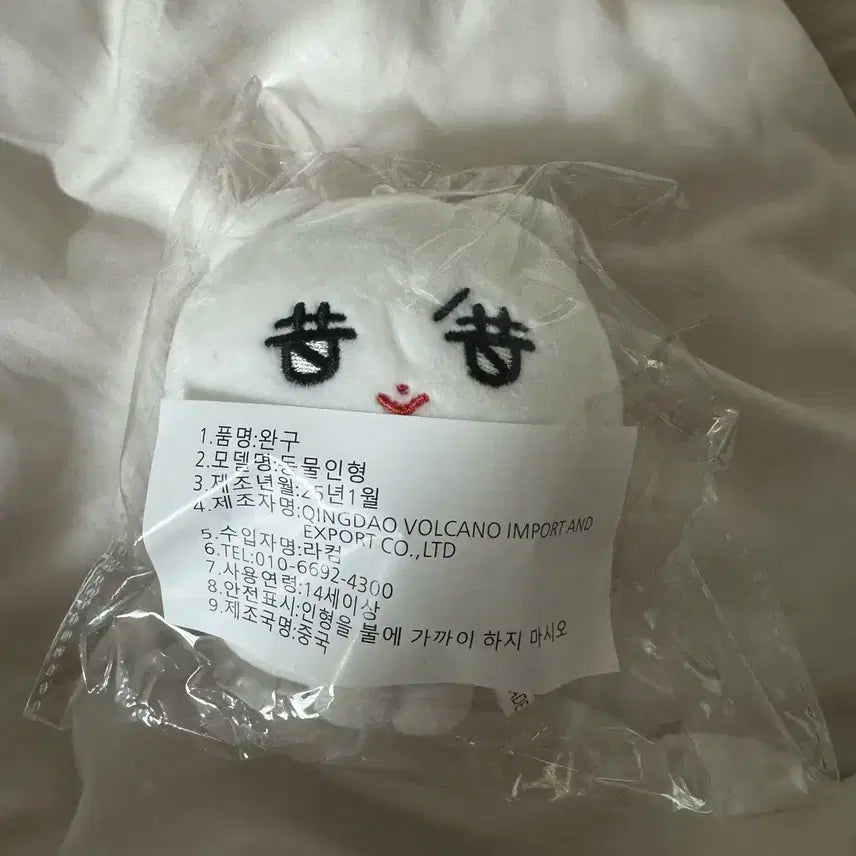 1.품명:완구
2.모델명:동물인형
3.제조년월:25년1월
4.제조자명:QINGDAO VOLCANO IMPORT AND
EXPORT CO.,LTD
5.수입자명:라컴
6.TEL:010-6692-4300
7.사용연령:14세이상
8.안전표시:인형을 불에 가까이 하지 마시오
9.제조국명:중국